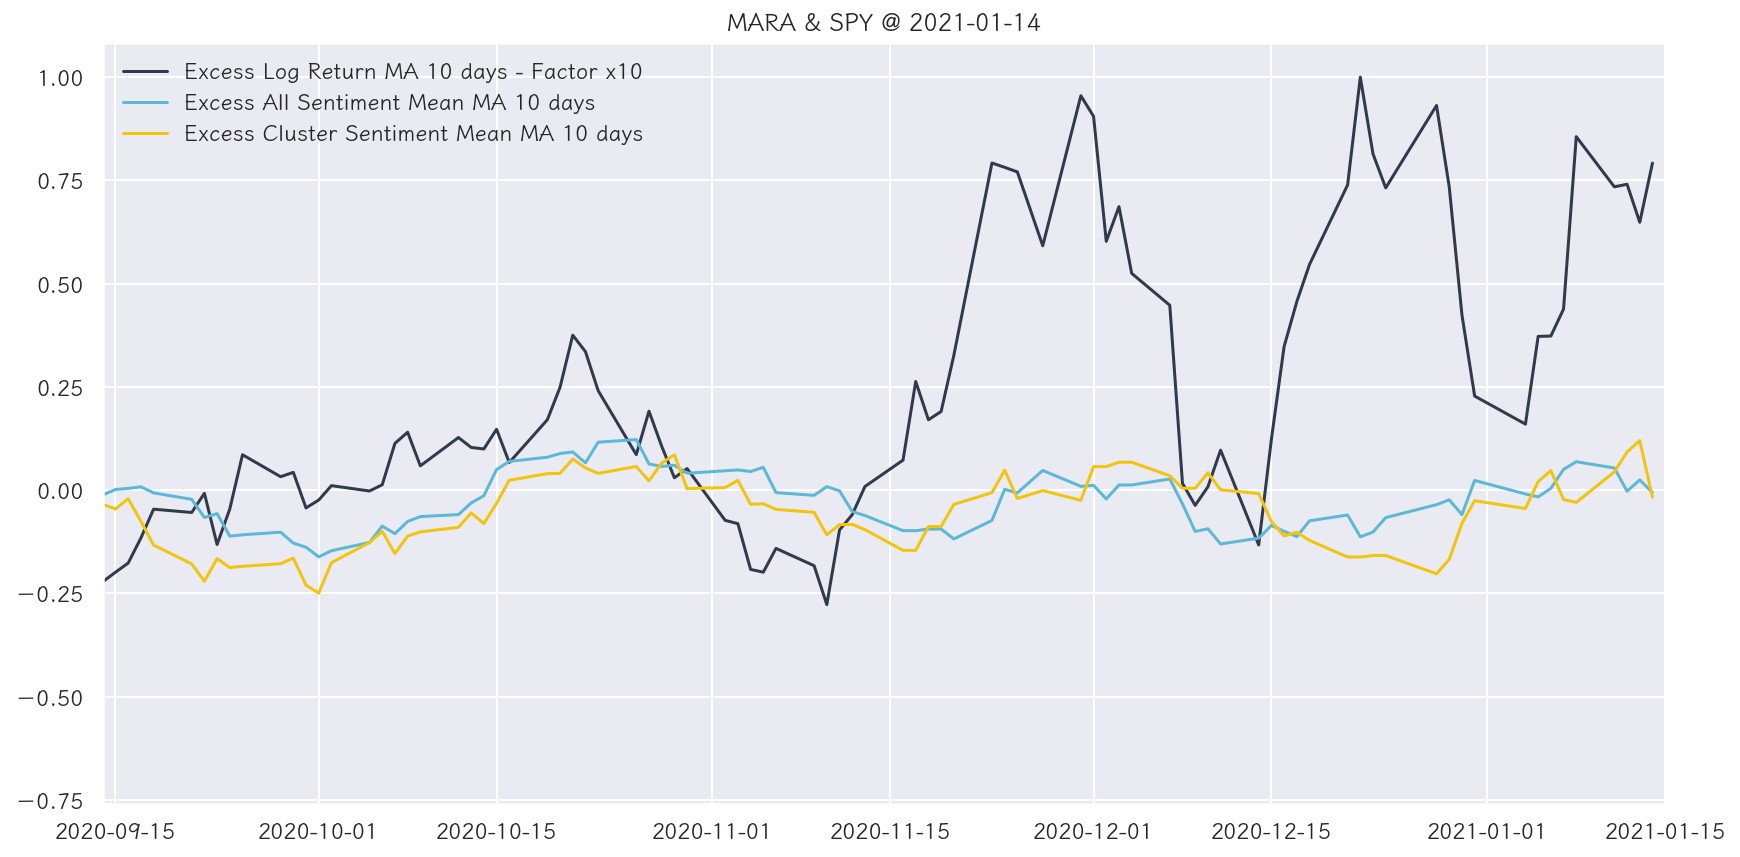 MARA & SPY @ 2021-01-14
Excess Log Return MA 10 days - Factor x10
Excess All Sentiment Mean MA 10 days
Excess Cluster Sentiment Mean MA 10 days
1.00
0.75
0.50
0.25
0.00
−0.25
−0.50
−0.75
2020-09-15 2020-10-01 2020-10-15 2020-11-01 2020-11-15 2020-12-01 2020-12-15 2021-01-01 2021-01-15